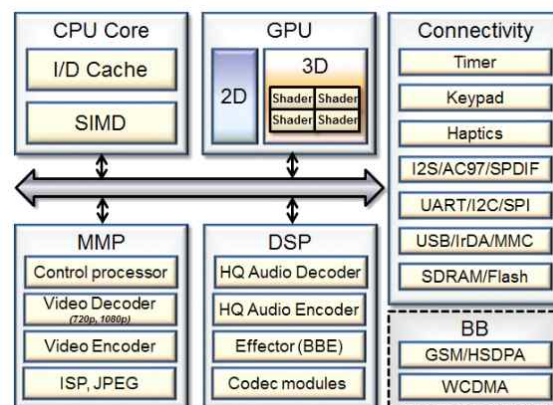 CPU Core
I/D Cache
SIMD
GPU
2D
3D
Shader Shader
Shader Shader
Connectivity
Timer
Keypad
Haptics
I2S/AC97/SPDIF
UART/I2C/SPI
USB/IrDA/MMC
SDRAM/Flash
MMP
Control processor
Video Decoder
(720p, 1080p)
Video Encoder
ISP, JPEG
DSP
HQ Audio Decoder
HQ Audio Encoder
Effector (BBE)
Codec modules
BB
GSM/HSDPA
WCDMA